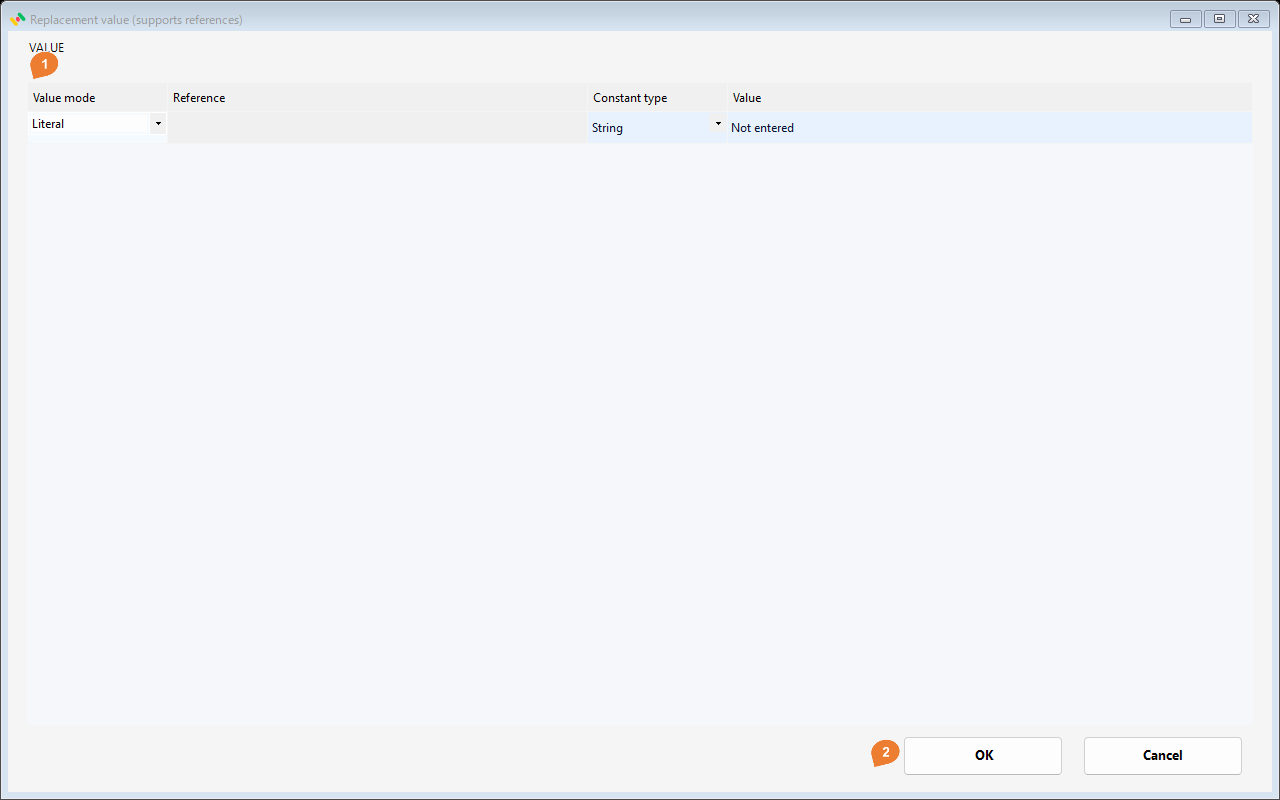 Replacement value (supports references)
VALUE
1
Value mode Reference Constant type Value
Literal String Not entered
2 OK Cancel